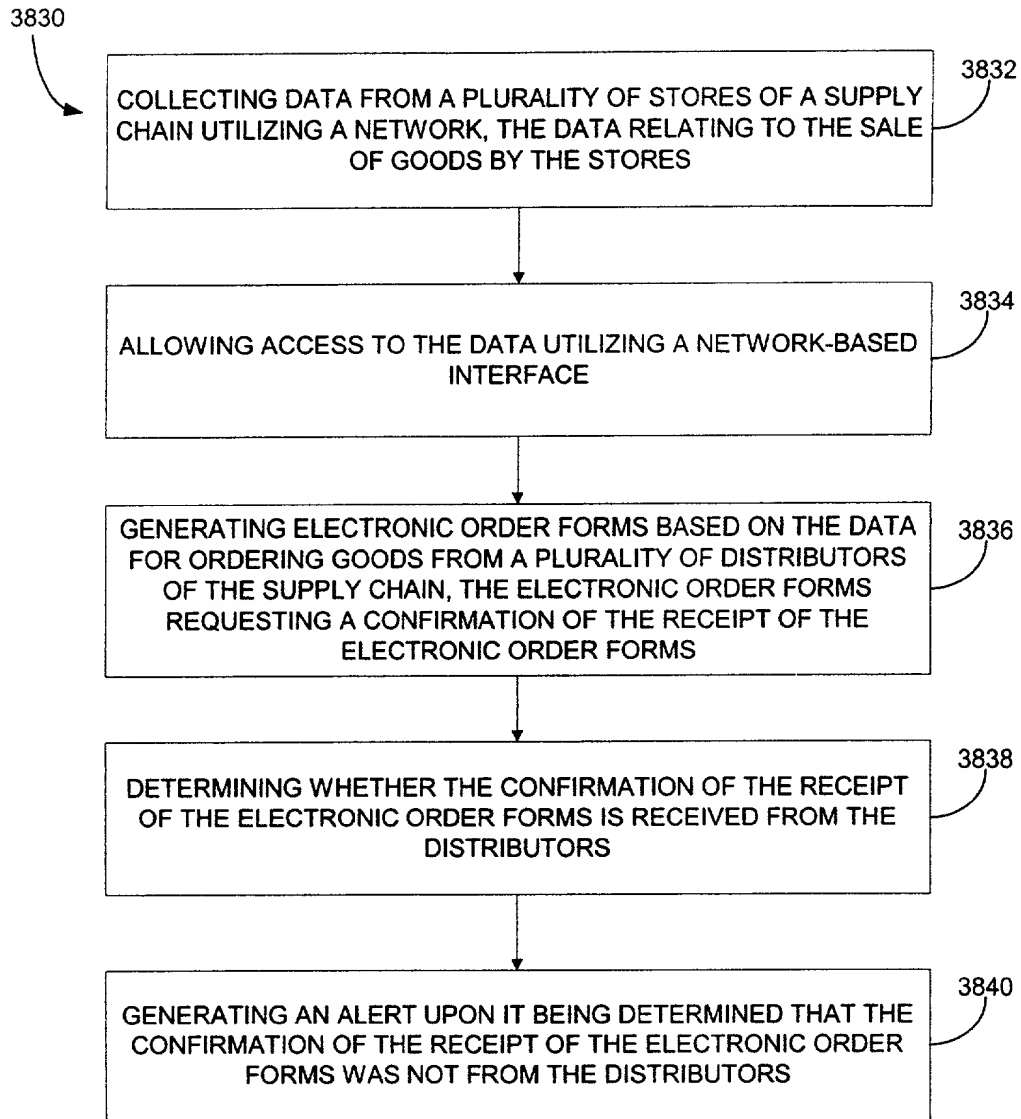 3830
3832
COLLECTING DATA FROM A PLURALITY OF STORES OF A SUPPLY
CHAIN UTILIZING A NETWORK, THE DATA RELATING TO THE SALE
OF GOODS BY THE STORES
3834
ALLOWING ACCESS TO THE DATA UTILIZING A NETWORK-BASED
INTERFACE
3836
GENERATING ELECTRONIC ORDER FORMS BASED ON THE DATA
FOR ORDERING GOODS FROM A PLURALITY OF DISTRIBUTORS
OF THE SUPPLY CHAIN, THE ELECTRONIC ORDER FORMS
REQUESTING A CONFIRMATION OF THE RECEIPT OF THE
ELECTRONIC ORDER FORMS
3838
DETERMINING WHETHER THE CONFIRMATION OF THE RECEIPT
OF THE ELECTRONIC ORDER FORMS IS RECEIVED FROM THE
DISTRIBUTORS
3840
GENERATING AN ALERT UPON IT BEING DETERMINED THAT THE
CONFIRMATION OF THE RECEIPT OF THE ELECTRONIC ORDER
FORMS WAS NOT FROM THE DISTRIBUTORS